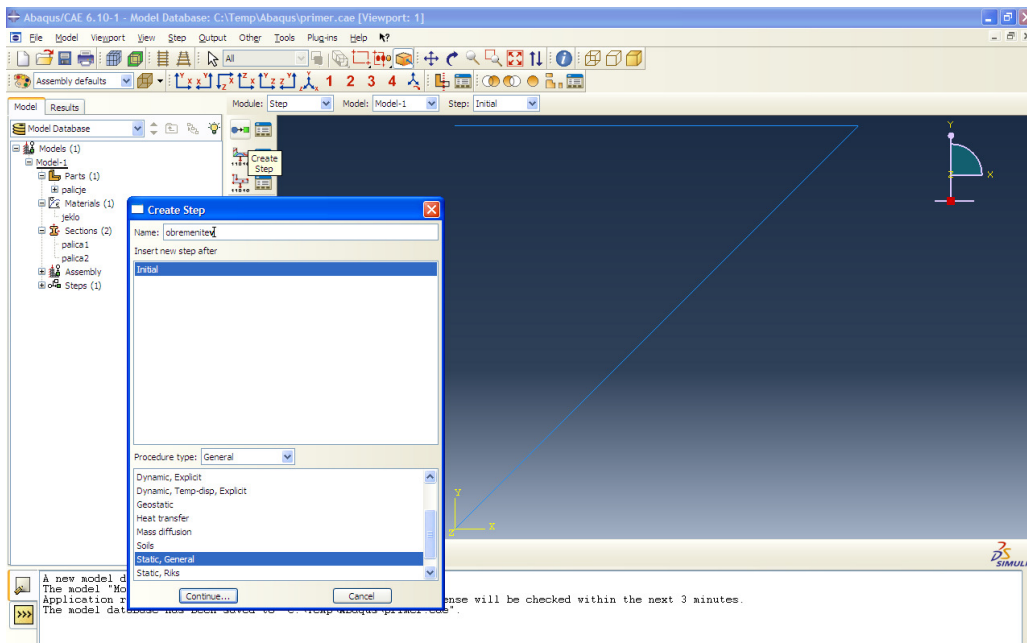 Abaqus/CAE 6.10-1 - Model Database: C:\Temp\Abaqus\primer.cae [Viewport: 1]
File Model Viewport View Step Output Other Tools Plug-ins Help
All
Assembly defaults
1 2 3 4
Model Results
Module: Step Model: Model-1 Step: Initial
Model Database
Models (1)
Model-1
Parts (1)
palicje
Materials (1)
jeklo
Sections (2)
palica1
palica2
Assembly
Steps (1)
Create Step
Create Step
Name: obremenitev
Insert new step after
Initial
Procedure type: General
Dynamic, Explicit
Dynamic, Temp-disp, Explicit
Geostatic
Heat transfer
Mass diffusion
Soils
Static, General
Static, Riks
Continue... Cancel
Y
Z X
Y
Z X
SIMULI
A new model d
The model "Mo
Application r ense will be checked within the next 3 minutes.
The model database has been saved to "C:\Temp\Abaqus\primer.cae".